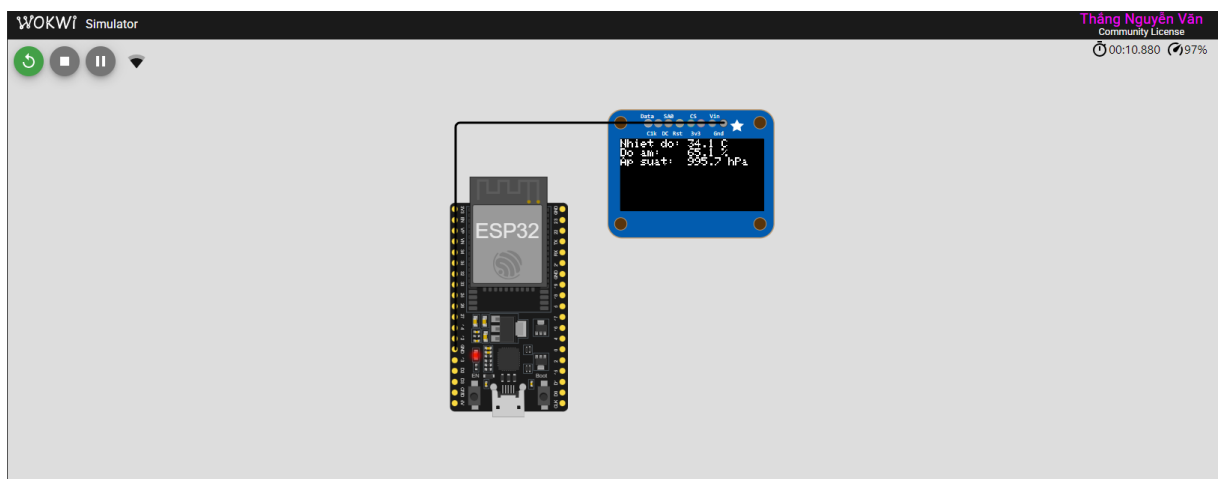 WOKWI Simulator
Thắng Nguyễn Văn
Community License
00:10.880 97%
Data SA0 CS Vin
Clk DC Rst 3v3 Gnd
Nhiet do: 34.1 C
Do am: 65.1 %
Ap suat: 995.7 hPa
ESP32
EN Boot